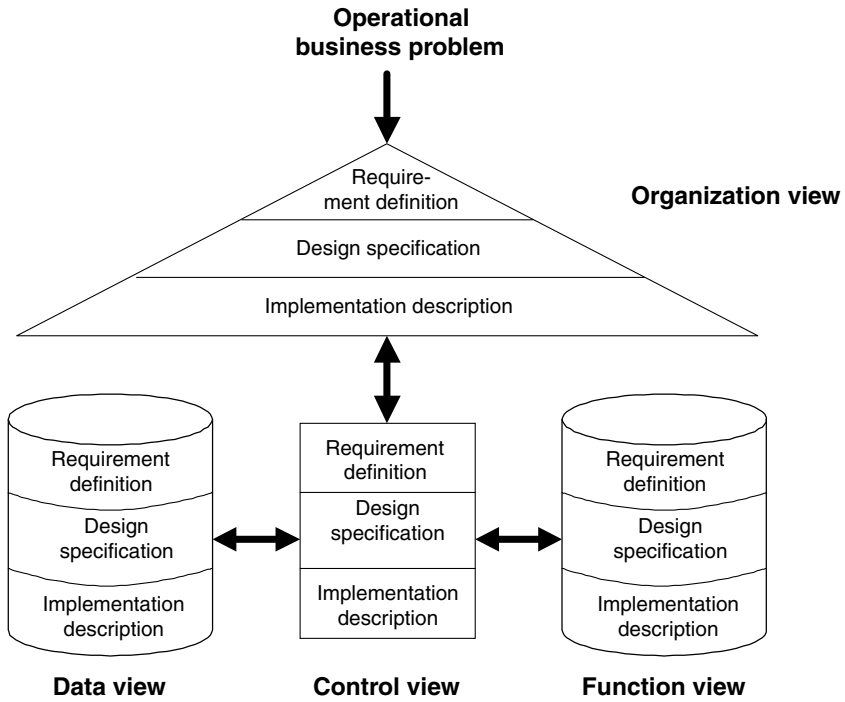 Operational
business problem
Require-
ment definition
Organization view
Design specification
Implementation description
Requirement
definition
Design
specification
Implementation
description
Requirement
definition
Design
specification
Implementation
description
Requirement
definition
Design
specification
Implementation
description
Data view
Control view
Function view